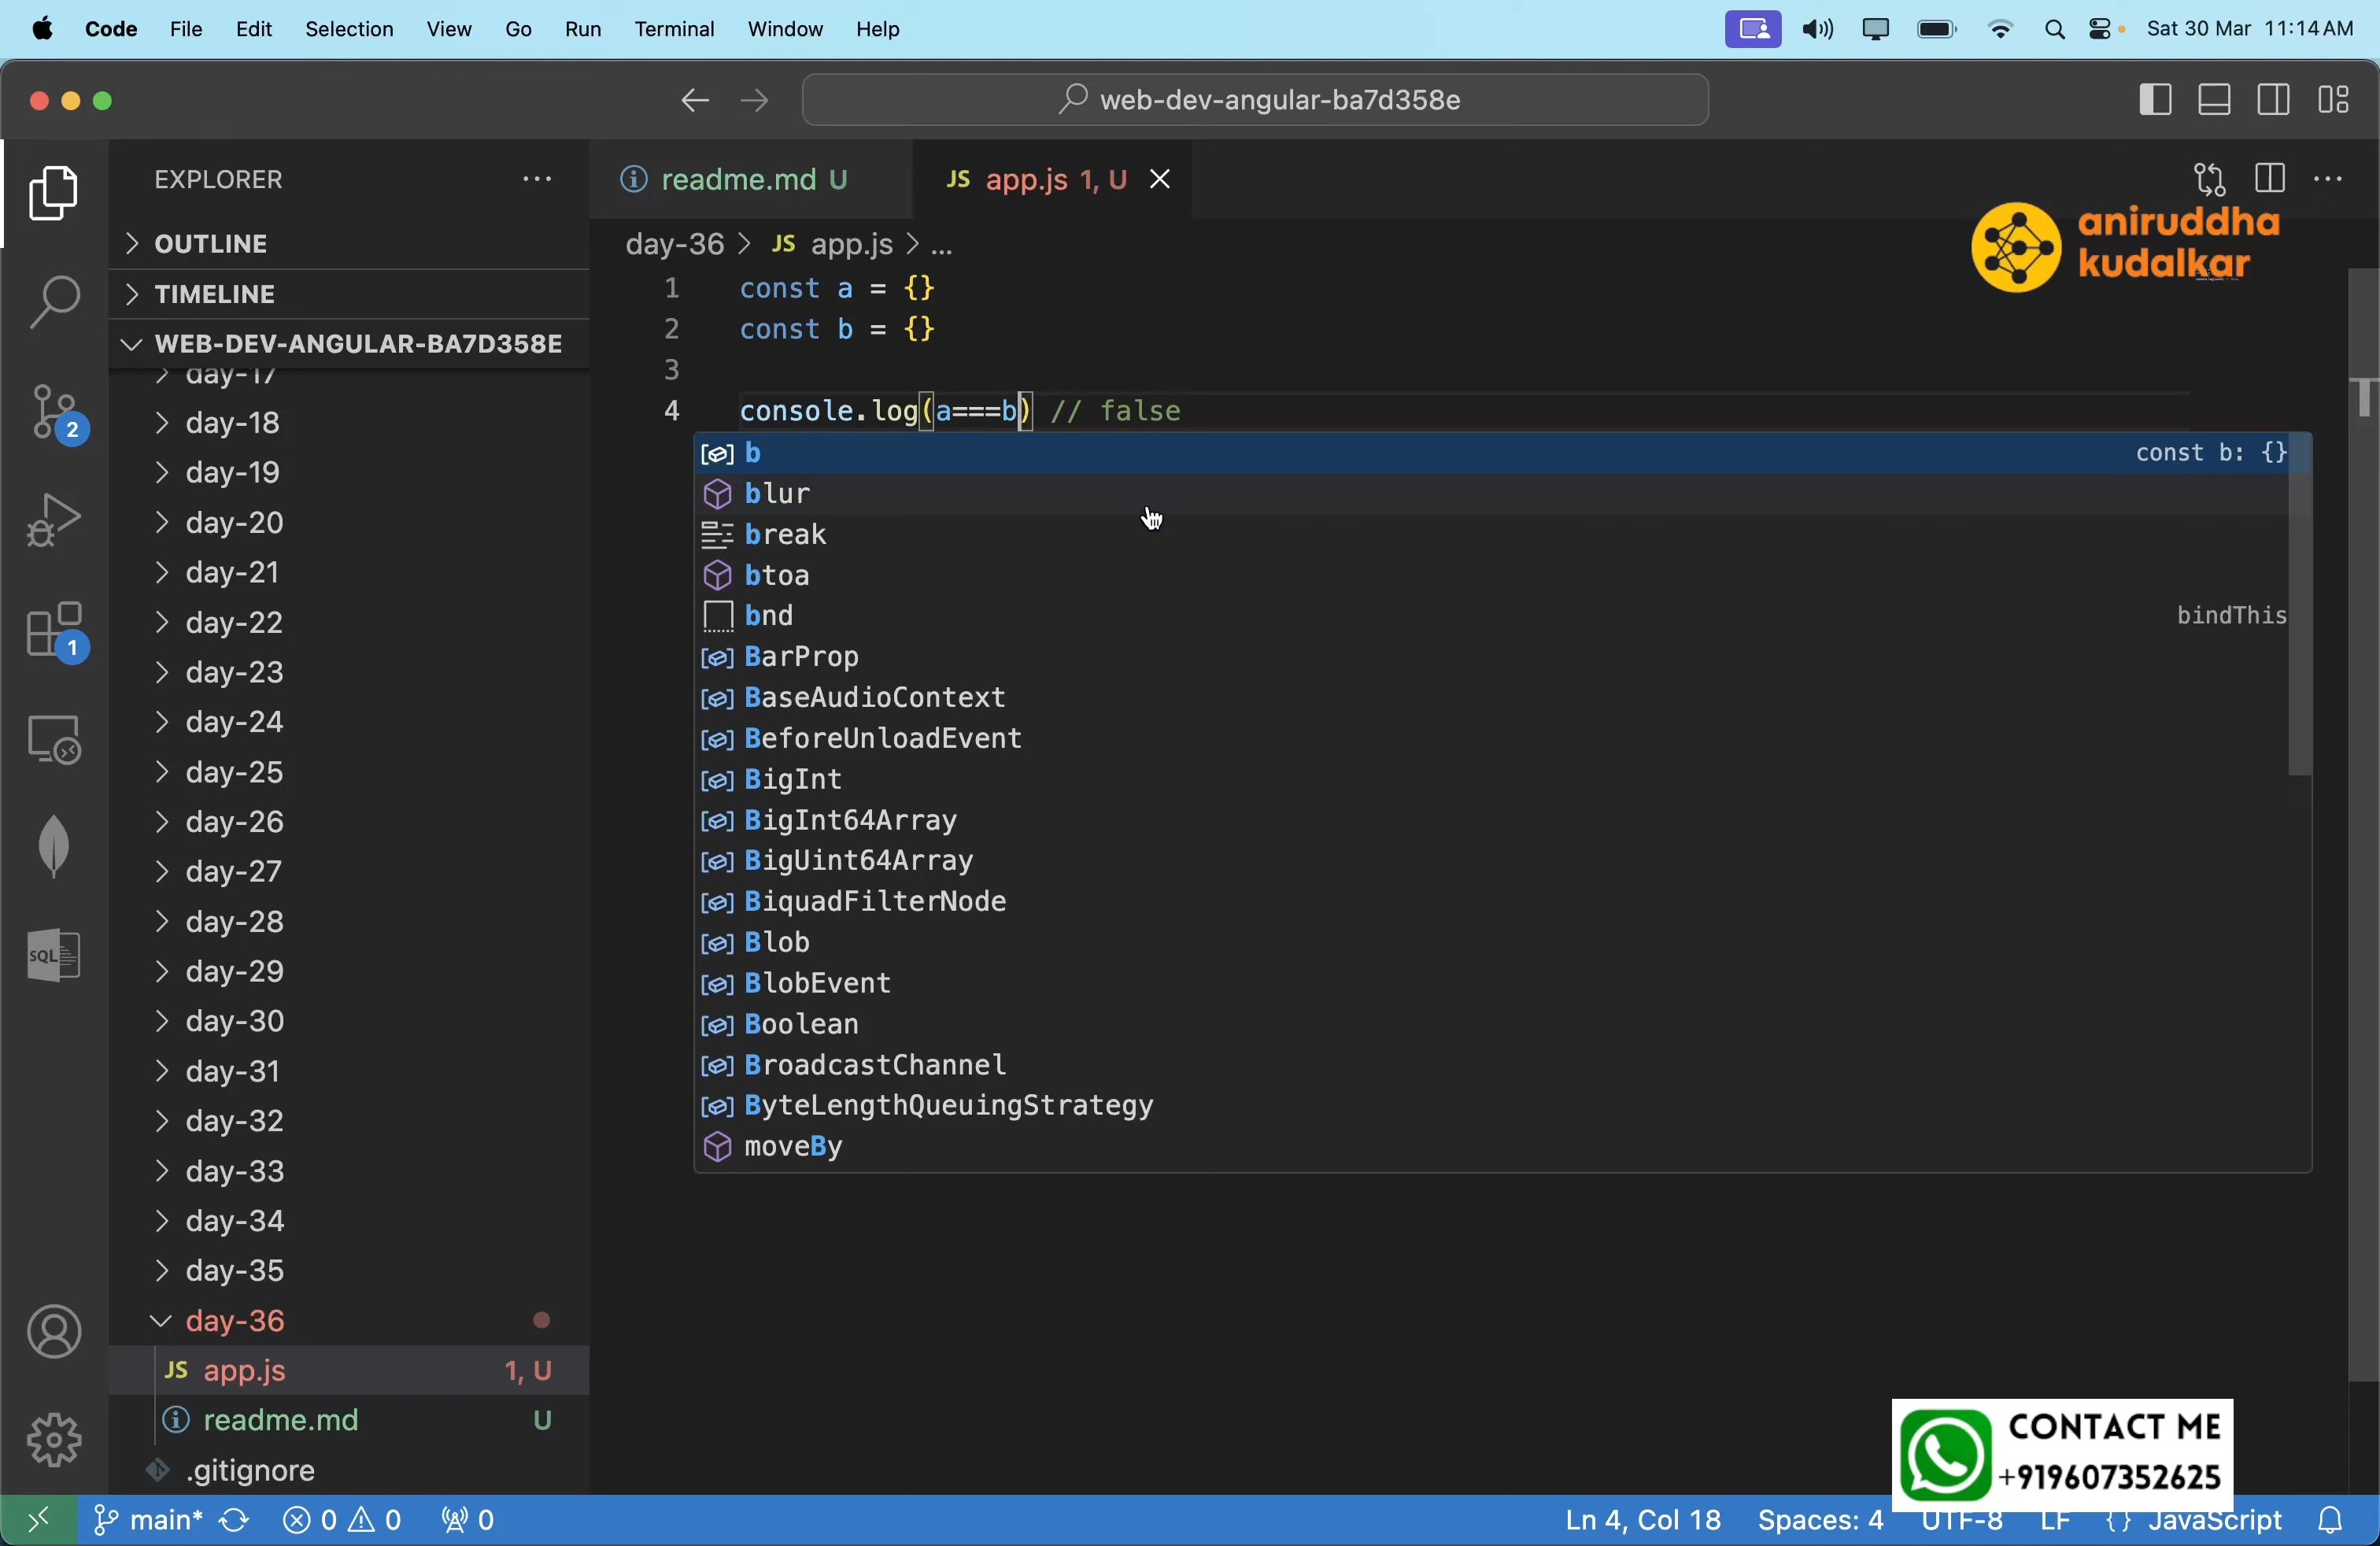 Code File Edit Selection View Go Run Terminal Window Help Sat 30 Mar 11:14 AM
web-dev-angular-ba7d358e
EXPLORER
OUTLINE
TIMELINE
WEB-DEV-ANGULAR-BA7D358E
day-17
day-18
day-19
day-20
day-21
day-22
day-23
day-24
day-25
day-26
day-27
day-28
day-29
day-30
day-31
day-32
day-33
day-34
day-35
day-36
JS app.js 1, U
readme.md U
.gitignore
2
1
SQL
readme.md U
JS app.js 1, U
day-36 > JS app.js > ...
1 const a = {}
2 const b = {}
3
4 console.log(a===b) // false
b const b: {}
blur
break
btoa
bnd bindThis
BarProp
BaseAudioContext
BeforeUnloadEvent
BigInt
BigInt64Array
BigUint64Array
BiquadFilterNode
Blob
BlobEvent
Boolean
BroadcastChannel
ByteLengthQueuingStrategy
moveBy
aniruddha
kudalkar
CONTACT ME
+919607352625
main* 0 0 0 Ln 4, Col 18 Spaces: 4 UTF-8 LF {} JavaScript